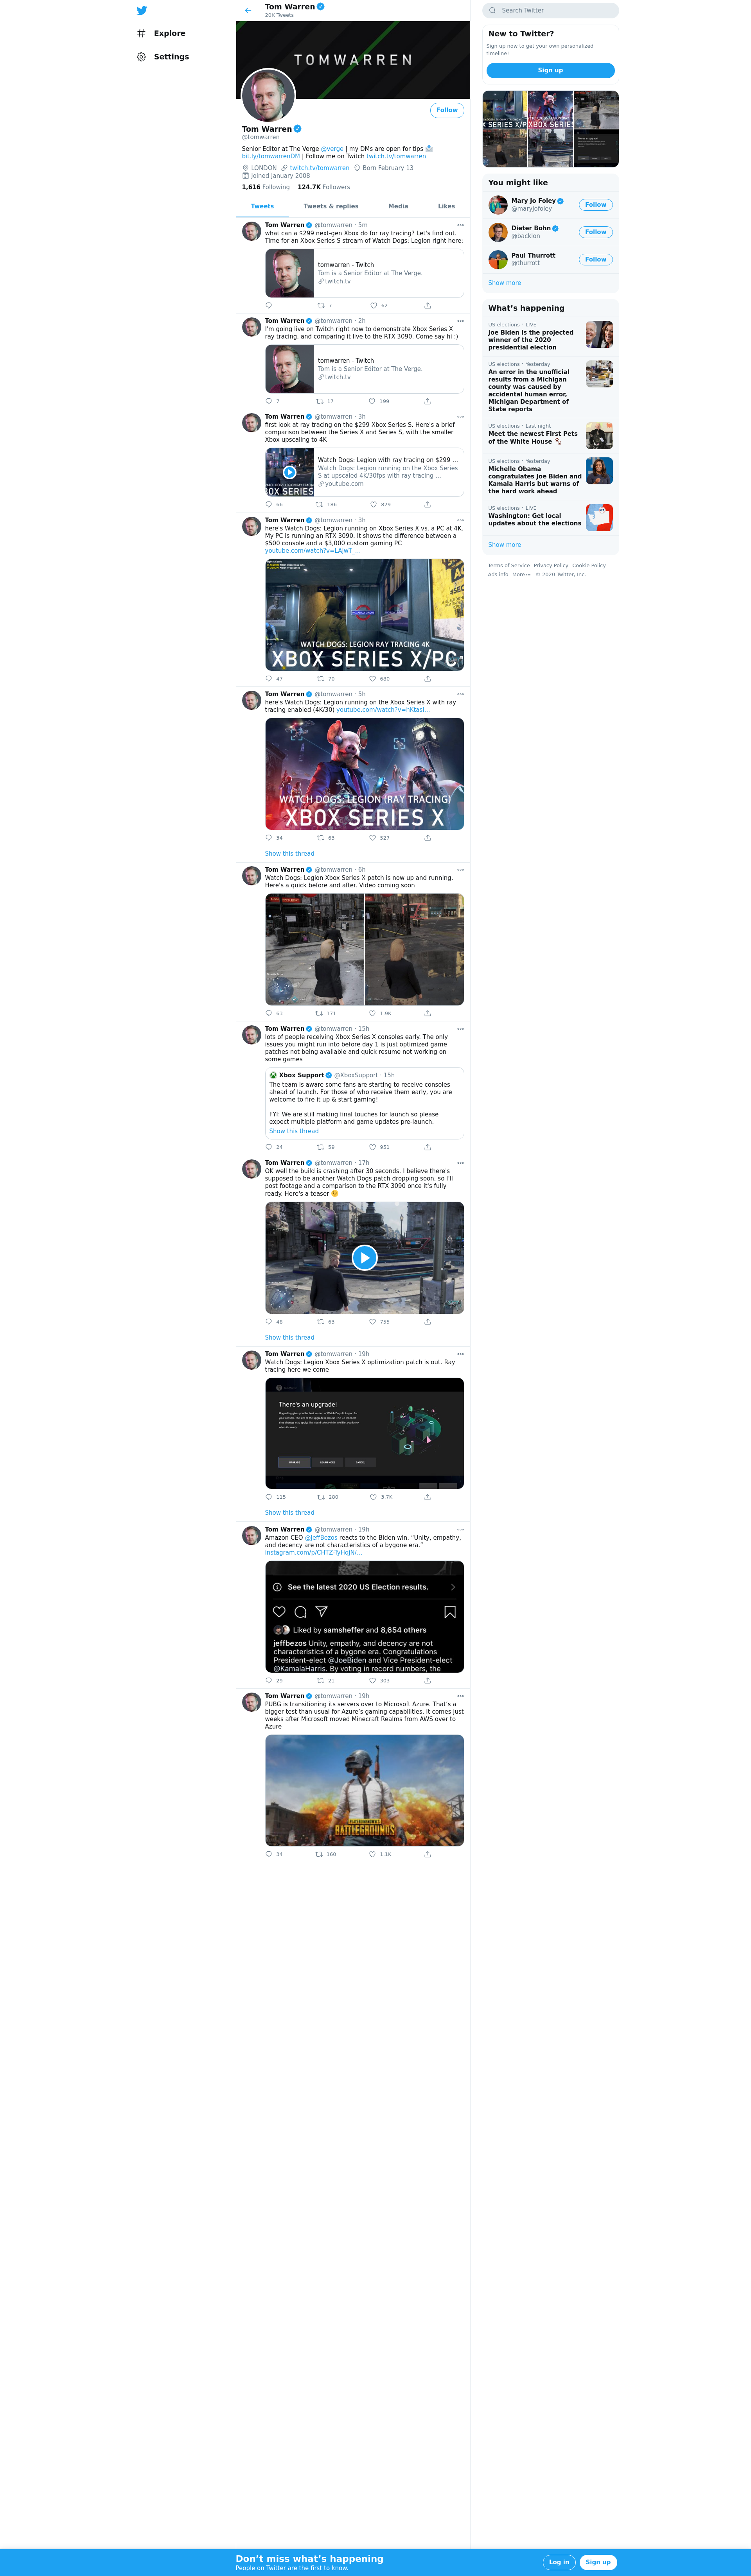 Explore
Settings
Tom Warren
20K Tweets
TOMWARREN
Follow
Tom Warren
@tomwarren
Senior Editor at The Verge @verge | my DMs are open for tips 📩
bit.ly/tomwarrenDM | Follow me on Twitch twitch.tv/tomwarren
LONDON twitch.tv/tomwarren Born February 13
Joined January 2008
1,616 Following 124.7K Followers
Tweets Tweets & replies Media Likes
Tom Warren @tomwarren · 5m
what can a $299 next-gen Xbox do for ray tracing? Let's find out.
Time for an Xbox Series S stream of Watch Dogs: Legion right here:
tomwarren - Twitch
Tom is a Senior Editor at The Verge.
twitch.tv
7 62
Tom Warren @tomwarren · 2h
I'm going live on Twitch right now to demonstrate Xbox Series X
ray tracing, and comparing it live to the RTX 3090. Come say hi :)
tomwarren - Twitch
Tom is a Senior Editor at The Verge.
twitch.tv
7 17 199
Tom Warren @tomwarren · 3h
first look at ray tracing on the $299 Xbox Series S. Here's a brief
comparison between the Series X and Series S, with the smaller
Xbox upscaling to 4K
Watch Dogs: Legion with ray tracing on $299 ...
Watch Dogs: Legion running on the Xbox Series
S at upscaled 4K/30fps with ray tracing ...
youtube.com
66 186 829
Tom Warren @tomwarren · 3h
here's Watch Dogs: Legion running on Xbox Series X vs. a PC at 4K.
My PC is running an RTX 3090. It shows the difference between a
$500 console and a $3,000 custom gaming PC
youtube.com/watch?v=LAjwT_...
WATCH DOGS: LEGION RAY TRACING 4K
XBOX SERIES X/PC
47 70 680
Tom Warren @tomwarren · 5h
here's Watch Dogs: Legion running on the Xbox Series X with ray
tracing enabled (4K/30) youtube.com/watch?v=hKtasi...
WATCH DOGS: LEGION (RAY TRACING)
XBOX SERIES X
34 63 527
Show this thread
Tom Warren @tomwarren · 6h
Watch Dogs: Legion Xbox Series X patch is now up and running.
Here's a quick before and after. Video coming soon
63 171 1.9K
Tom Warren @tomwarren · 15h
lots of people receiving Xbox Series X consoles early. The only
issues you might run into before day 1 is just optimized game
patches not being available and quick resume not working on
some games
Xbox Support @XboxSupport · 15h
The team is aware some fans are starting to receive consoles
ahead of launch. For those of who receive them early, you are
welcome to fire it up & start gaming!
FYI: We are still making final touches for launch so please
expect multiple platform and game updates pre-launch.
Show this thread
24 59 951
Tom Warren @tomwarren · 17h
OK well the build is crashing after 30 seconds. I believe there's
supposed to be another Watch Dogs patch dropping soon, so I'll
post footage and a comparison to the RTX 3090 once it's fully
ready. Here's a teaser 😉
48 63 755
Show this thread
Tom Warren @tomwarren · 19h
Watch Dogs: Legion Xbox Series X optimization patch is out. Ray
tracing here we come
There's an upgrade!
115 280 3.7K
Show this thread
Tom Warren @tomwarren · 19h
Amazon CEO @JeffBezos reacts to the Biden win. "Unity, empathy,
and decency are not characteristics of a bygone era."
instagram.com/p/CHTZ-TyHqJN/...
See the latest 2020 US Election results.
Liked by samsheffer and 8,654 others
jeffbezos Unity, empathy, and decency are not
characteristics of a bygone era. Congratulations
President-elect @JoeBiden and Vice President-elect
@KamalaHarris. By voting in record numbers, the
29 21 303
Tom Warren @tomwarren · 19h
PUBG is transitioning its servers over to Microsoft Azure. That's a
bigger test than usual for Azure's gaming capabilities. It comes just
weeks after Microsoft moved Minecraft Realms from AWS over to
Azure
BATTLEGROUNDS
34 160 1.1K
Search Twitter
New to Twitter?
Sign up now to get your own personalized
timeline!
Sign up
You might like
Mary Jo Foley
@maryjofoley
Follow
Dieter Bohn
@backlon
Follow
Paul Thurrott
@thurrott
Follow
Show more
What's happening
US elections · LIVE
Joe Biden is the projected
winner of the 2020
presidential election
US elections · Yesterday
An error in the unofficial
results from a Michigan
county was caused by
accidental human error,
Michigan Department of
State reports
US elections · Last night
Meet the newest First Pets
of the White House 🐕
US elections · Yesterday
Michelle Obama
congratulates Joe Biden and
Kamala Harris but warns of
the hard work ahead
US elections · LIVE
Washington: Get local
updates about the elections
Show more
Terms of Service Privacy Policy Cookie Policy
Ads info More © 2020 Twitter, Inc.
Don't miss what's happening
People on Twitter are the first to know.
Log in Sign up